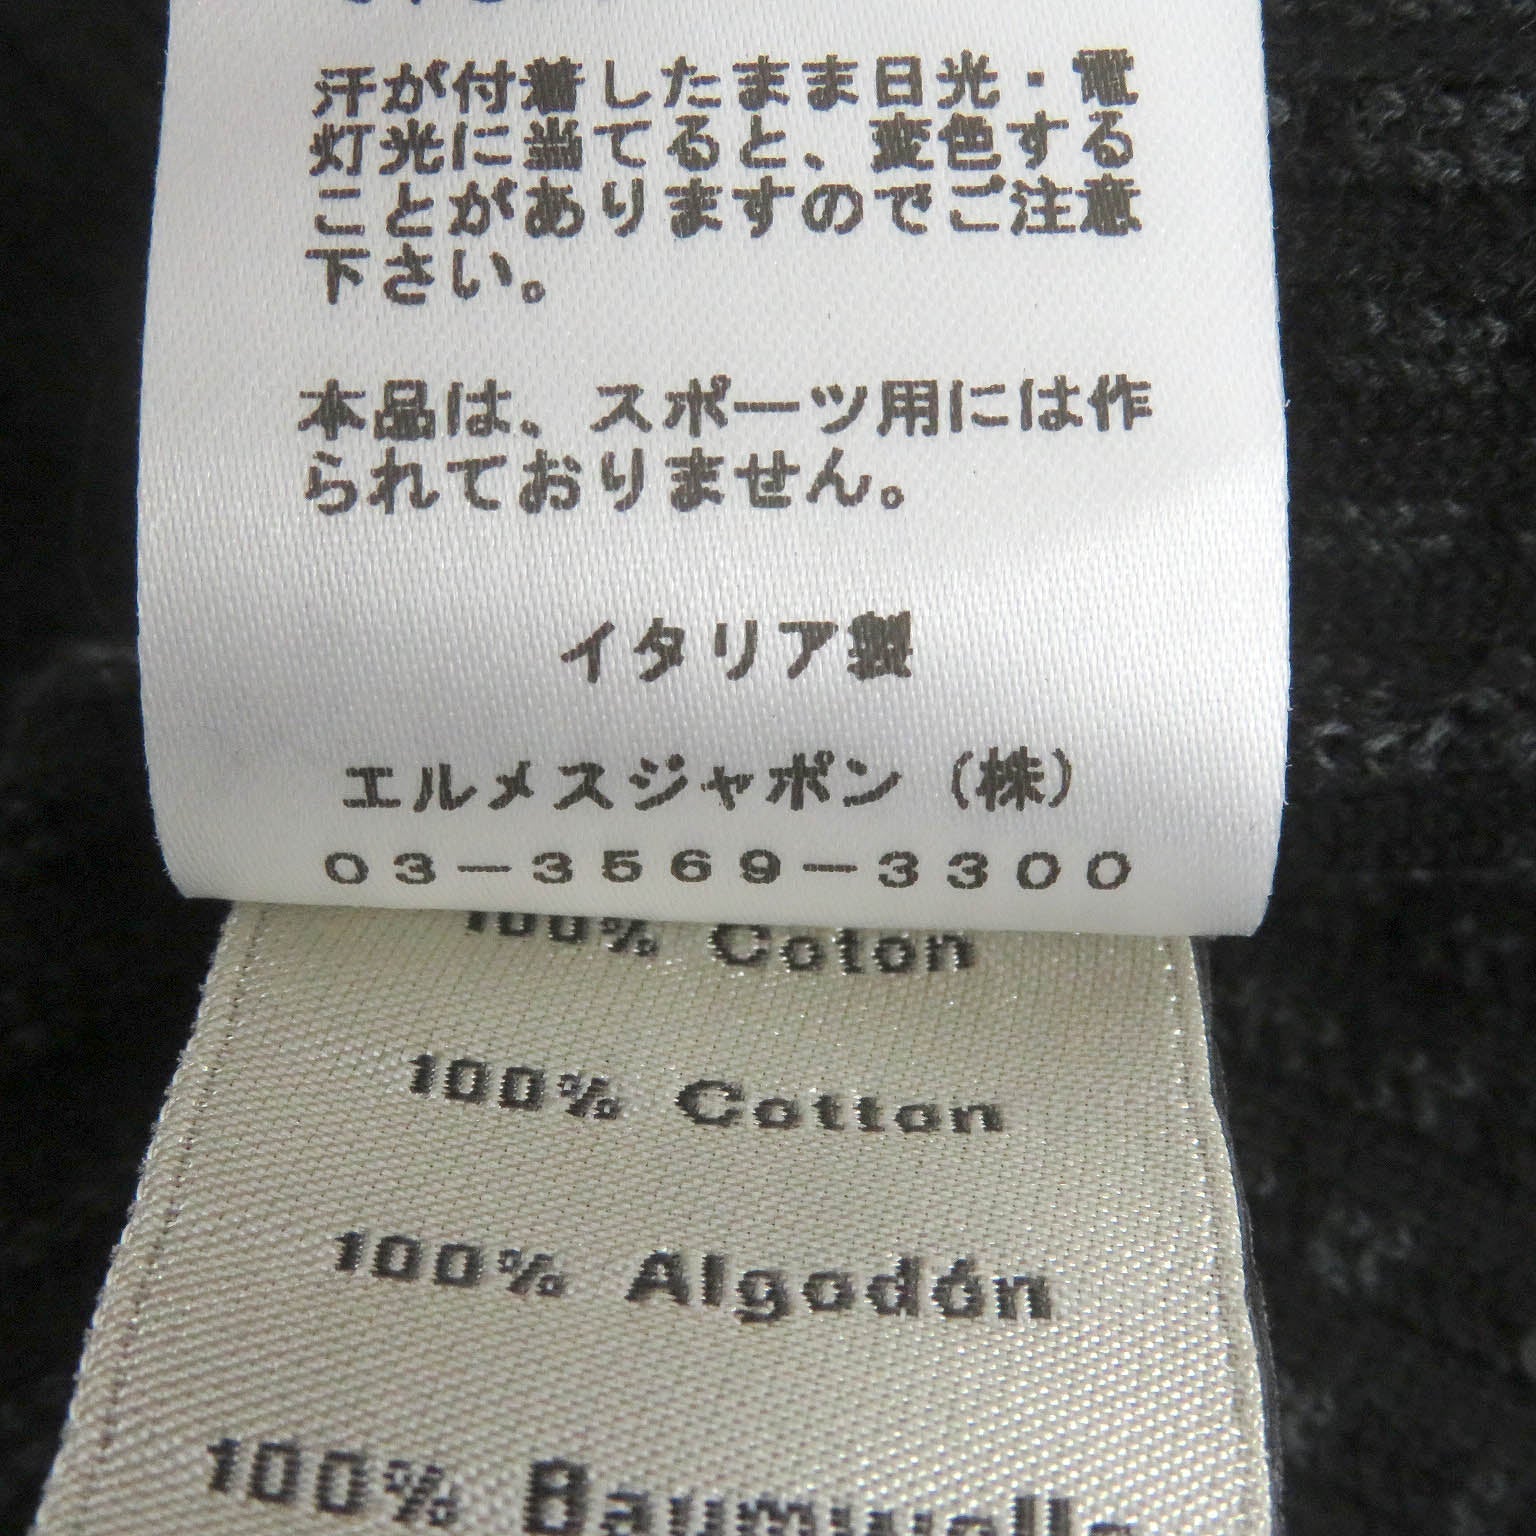 汗が付着したまま日光・電
灯光に当てると、変色する
ことがありますのでご注意
下さい。
本品は、スポーツ用には作
られておりません。
イタリア製
エルメスジャポン（株）
０３－３５６９－３３００
100% Coton
100% Cotton
100% Algodón
100% Baumwolle